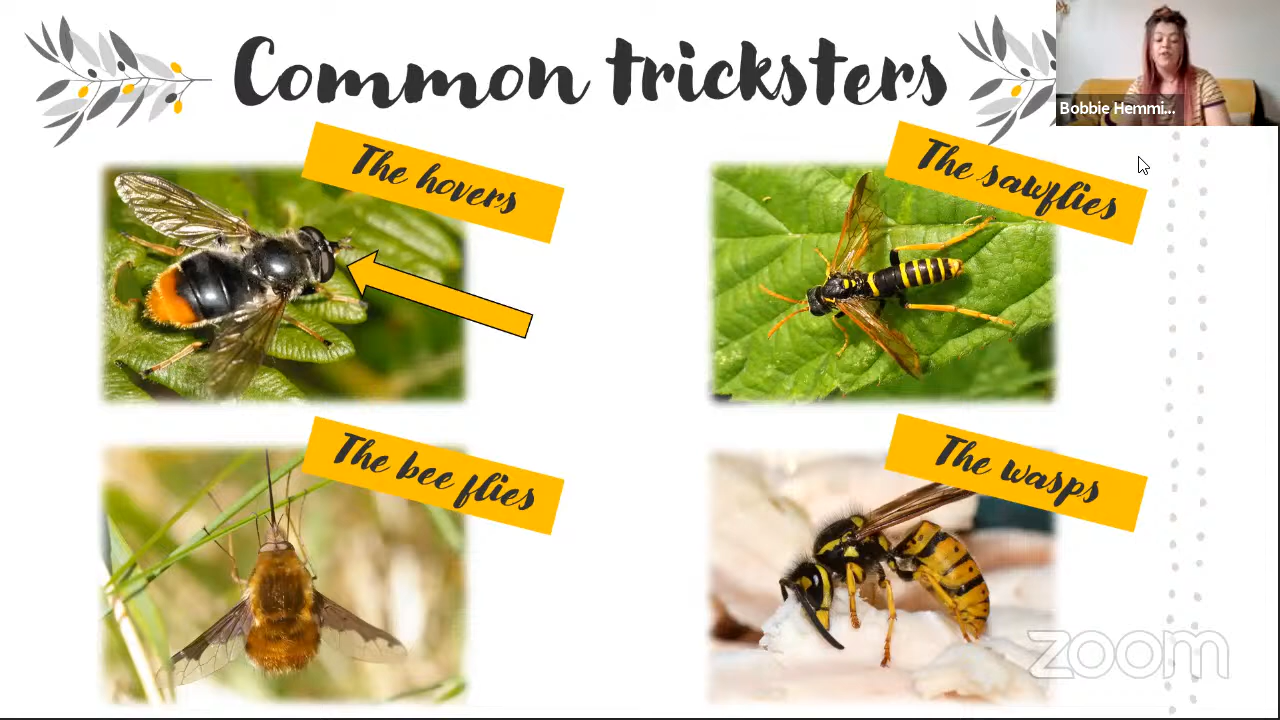 Common tricksters
Bobbie Hemmi...
The hovers
The sawflies
The bee flies
The wasps
zoom